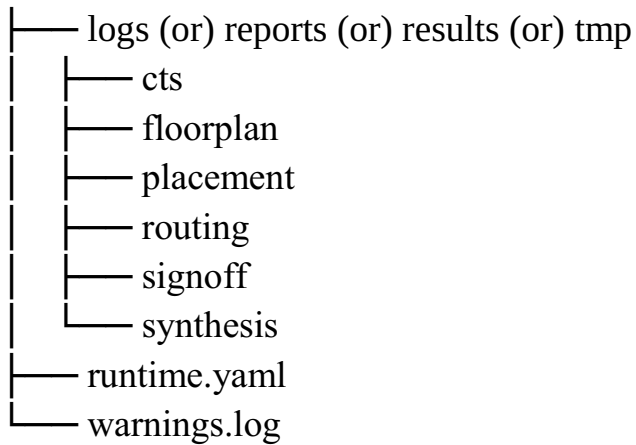 logs (or) reports (or) results (or) tmp
cts
floorplan
placement
routing
signoff
synthesis
runtime.yaml
warnings.log